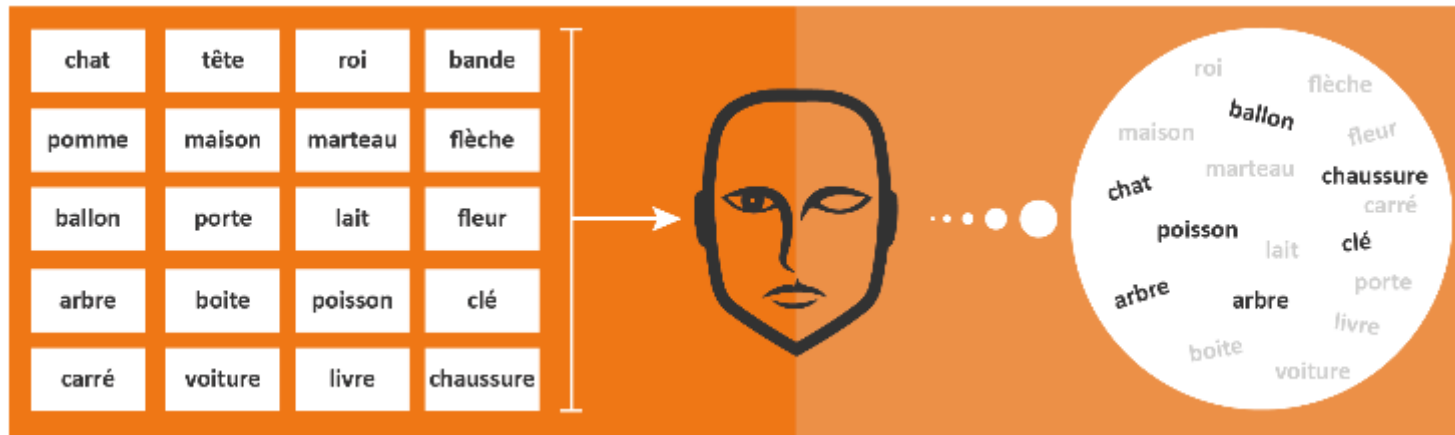 chat tête roi bande
pomme maison marteau flèche
ballon porte lait fleur
arbre boite poisson clé
carré voiture livre chaussure
roi
flèche
ballon
maison
fleur
marteau
chat
chaussure
carré
poisson
lait
clé
arbre
arbre
porte
livre
boite
voiture